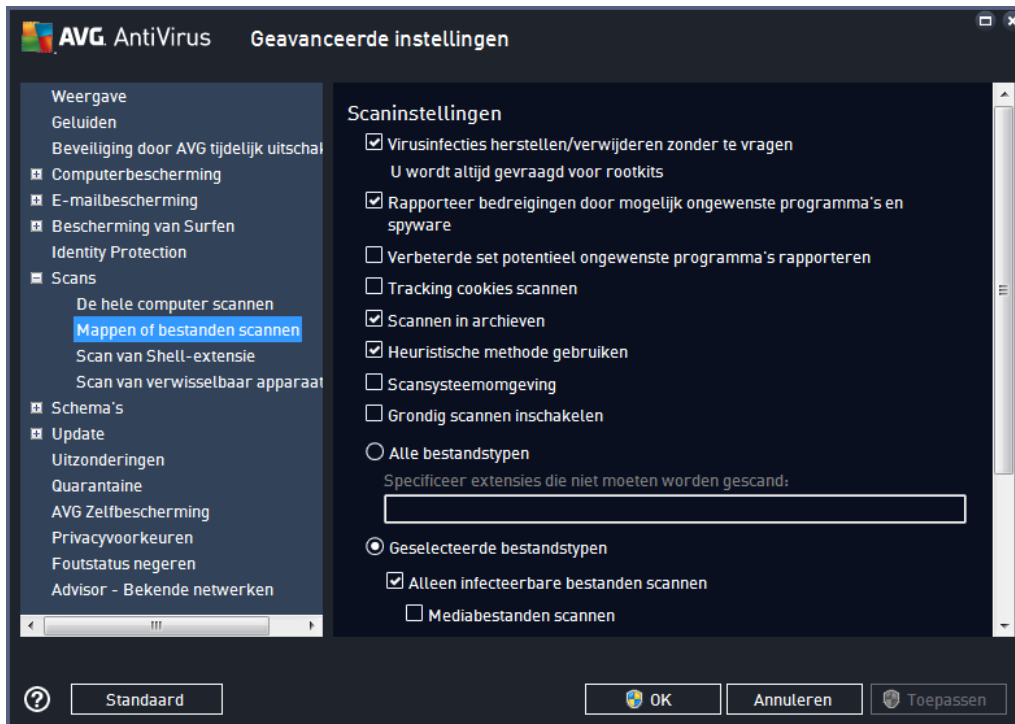 AVG. AntiVirus Geavanceerde instellingen
Weergave
Geluiden
Beveiliging door AVG tijdelijk uitschak
Computerbescherming
E-mailbescherming
Bescherming van Surfen
Identity Protection
Scans
De hele computer scannen
Mappen of bestanden scannen
Scan van Shell-extensie
Scan van verwisselbaar apparaat
Schema's
Update
Uitzonderingen
Quarantaine
AVG Zelfbescherming
Privacyvoorkeuren
Foutstatus negeren
Advisor - Bekende netwerken
Scaninstellingen
Virusinfecties herstellen/verwijderen zonder te vragen
U wordt altijd gevraagd voor rootkits
Rapporteer bedreigingen door mogelijk ongewenste programma's en
spyware
Verbeterde set potentieel ongewenste programma's rapporteren
Tracking cookies scannen
Scannen in archieven
Heuristische methode gebruiken
Scansysteemomgeving
Grondig scannen inschakelen
Alle bestandstypen
Specificeer extensies die niet moeten worden gescand:
Geselecteerde bestandstypen
Alleen infecteerbare bestanden scannen
Mediabestanden scannen
? Standaard OK Annuleren Toepassen